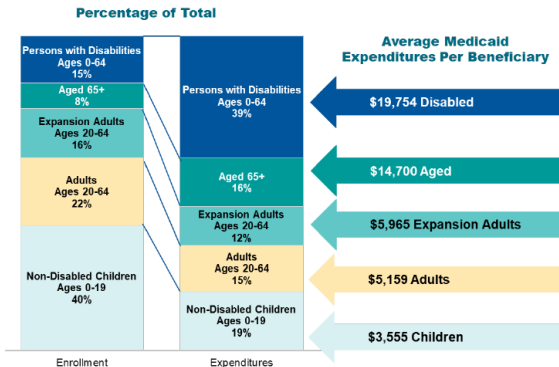 Percentage of Total
Persons with Disabilities
Ages 0-64
15%
Aged 65+
8%
Expansion Adults
Ages 20-64
16%
Adults
Ages 20-64
22%
Non-Disabled Children
Ages 0-19
40%
Enrollment
Persons with Disabilities
Ages 0-64
39%
Aged 65+
16%
Expansion Adults
Ages 20-64
12%
Adults
Ages 20-64
15%
Non-Disabled Children
Ages 0-19
19%
Expenditures
Average Medicaid
Expenditures Per Beneficiary
$19,754 Disabled
$14,700 Aged
$5,965 Expansion Adults
$5,159 Adults
$3,555 Children